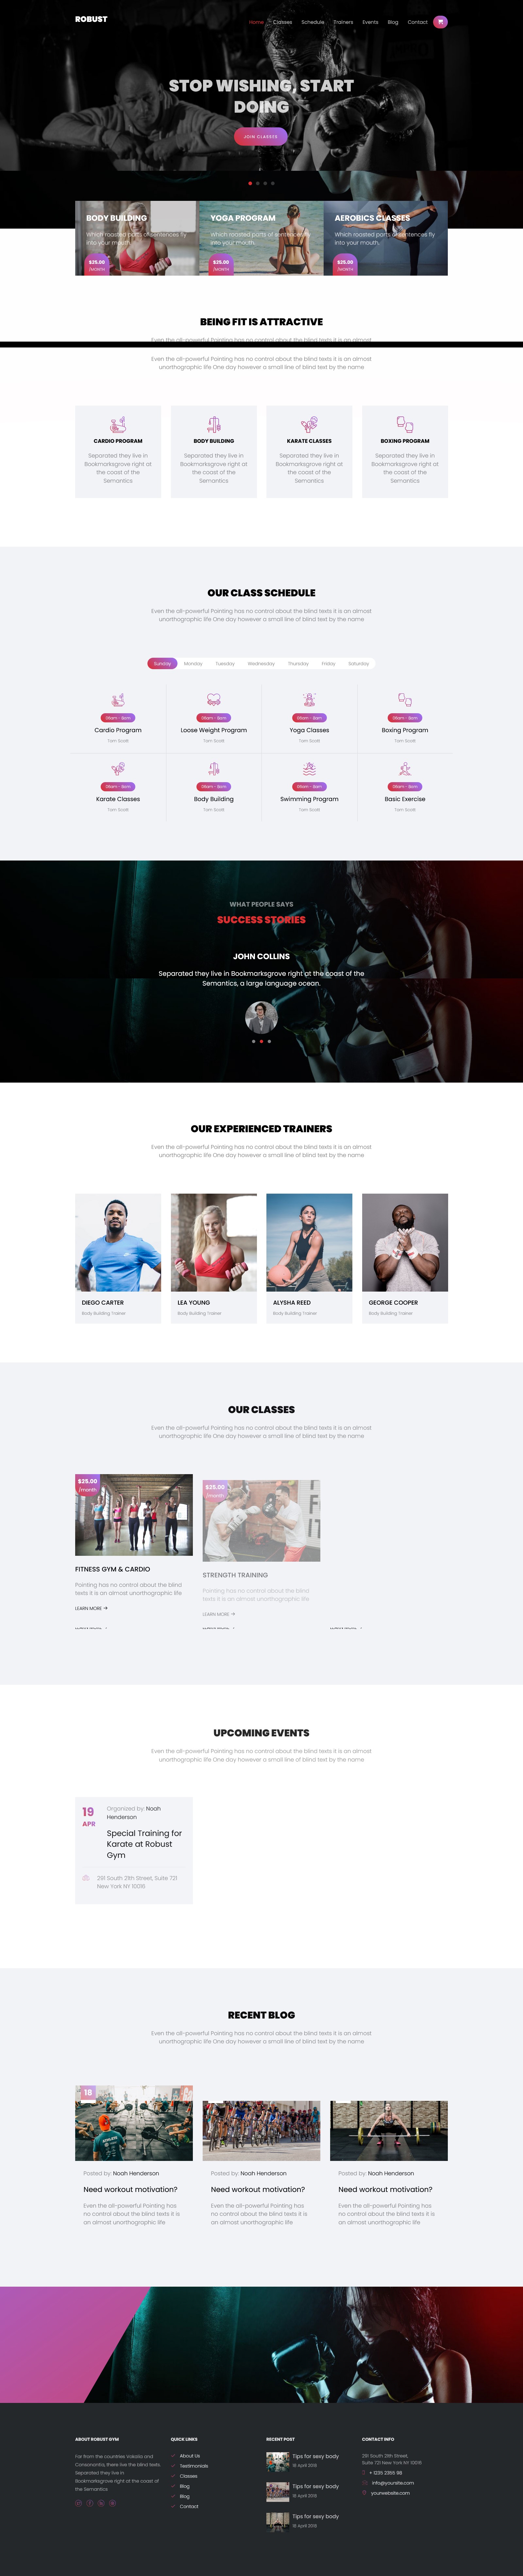 ROBUST
Home Classes Schedule Trainers Events Blog Contact
STOP WISHING, START
DOING
JOIN CLASSES
BODY BUILDING
Which roasted parts of sentences fly
into your mouth.
$25.00
/MONTH
YOGA PROGRAM
Which roasted parts of sentences fly
into your mouth.
$25.00
/MONTH
AEROBICS CLASSES
Which roasted parts of sentences fly
into your mouth.
$25.00
/MONTH
BEING FIT IS ATTRACTIVE
Even the all-powerful Pointing has no control about the blind texts it is an almost
Even the all-powerful Pointing has no control about the blind texts it is an almost
unorthographic life One day however a small line of blind text by the name
CARDIO PROGRAM
Separated they live in
Bookmarksgrove right at
the coast of the
Semantics
BODY BUILDING
Separated they live in
Bookmarksgrove right at
the coast of the
Semantics
KARATE CLASSES
Separated they live in
Bookmarksgrove right at
the coast of the
Semantics
BOXING PROGRAM
Separated they live in
Bookmarksgrove right at
the coast of the
Semantics
OUR CLASS SCHEDULE
Even the all-powerful Pointing has no control about the blind texts it is an almost
unorthographic life One day however a small line of blind text by the name
Sunday Monday Tuesday Wednesday Thursday Friday Saturday
06am - 8am
Cardio Program
Tom Scott
06am - 8am
Loose Weight Program
Tom Scott
06am - 8am
Yoga Classes
Tom Scott
06am - 8am
Boxing Program
Tom Scott
06am - 8am
Karate Classes
Tom Scott
06am - 8am
Body Building
Tom Scott
06am - 8am
Swimming Program
Tom Scott
06am - 8am
Basic Exercise
Tom Scott
WHAT PEOPLE SAYS
SUCCESS STORIES
JOHN COLLINS
Separated they live in Bookmarksgrove right at the coast of the
Semantics, a large language ocean.
OUR EXPERIENCED TRAINERS
Even the all-powerful Pointing has no control about the blind texts it is an almost
unorthographic life One day however a small line of blind text by the name
DIEGO CARTER
Body Building Trainer
LEA YOUNG
Body Building Trainer
ALYSHA REED
Body Building Trainer
GEORGE COOPER
Body Building Trainer
OUR CLASSES
Even the all-powerful Pointing has no control about the blind texts it is an almost
unorthographic life One day however a small line of blind text by the name
$25.00
/month
FITNESS GYM & CARDIO
Pointing has no control about the blind
texts it is an almost unorthographic life
LEARN MORE
$25.00
/month
STRENGTH TRAINING
Pointing has no control about the blind
texts it is an almost unorthographic life
LEARN MORE
UPCOMING EVENTS
Even the all-powerful Pointing has no control about the blind texts it is an almost
unorthographic life One day however a small line of blind text by the name
19
APR
Organized by: Noah
Henderson
Special Training for
Karate at Robust
Gym
291 South 21th Street, Suite 721
New York NY 10016
RECENT BLOG
Even the all-powerful Pointing has no control about the blind texts it is an almost
unorthographic life One day however a small line of blind text by the name
18
Posted by: Noah Henderson
Need workout motivation?
Even the all-powerful Pointing has
no control about the blind texts it is
an almost unorthographic life
Posted by: Noah Henderson
Need workout motivation?
Even the all-powerful Pointing has
no control about the blind texts it is
an almost unorthographic life
Posted by: Noah Henderson
Need workout motivation?
Even the all-powerful Pointing has
no control about the blind texts it is
an almost unorthographic life
ABOUT ROBUST GYM
Far from the countries Vokalia and
Consonantia, there live the blind texts.
Separated they live in
Bookmarksgrove right at the coast of
the Semantics
QUICK LINKS
About Us
Testimonials
Classes
Blog
Blog
Contact
RECENT POST
Tips for sexy body
18 April 2018
Tips for sexy body
18 April 2018
Tips for sexy body
18 April 2018
CONTACT INFO
291 South 21th Street,
Suite 721 New York NY 10016
+ 1235 2355 98
info@yoursite.com
yourwebsite.com